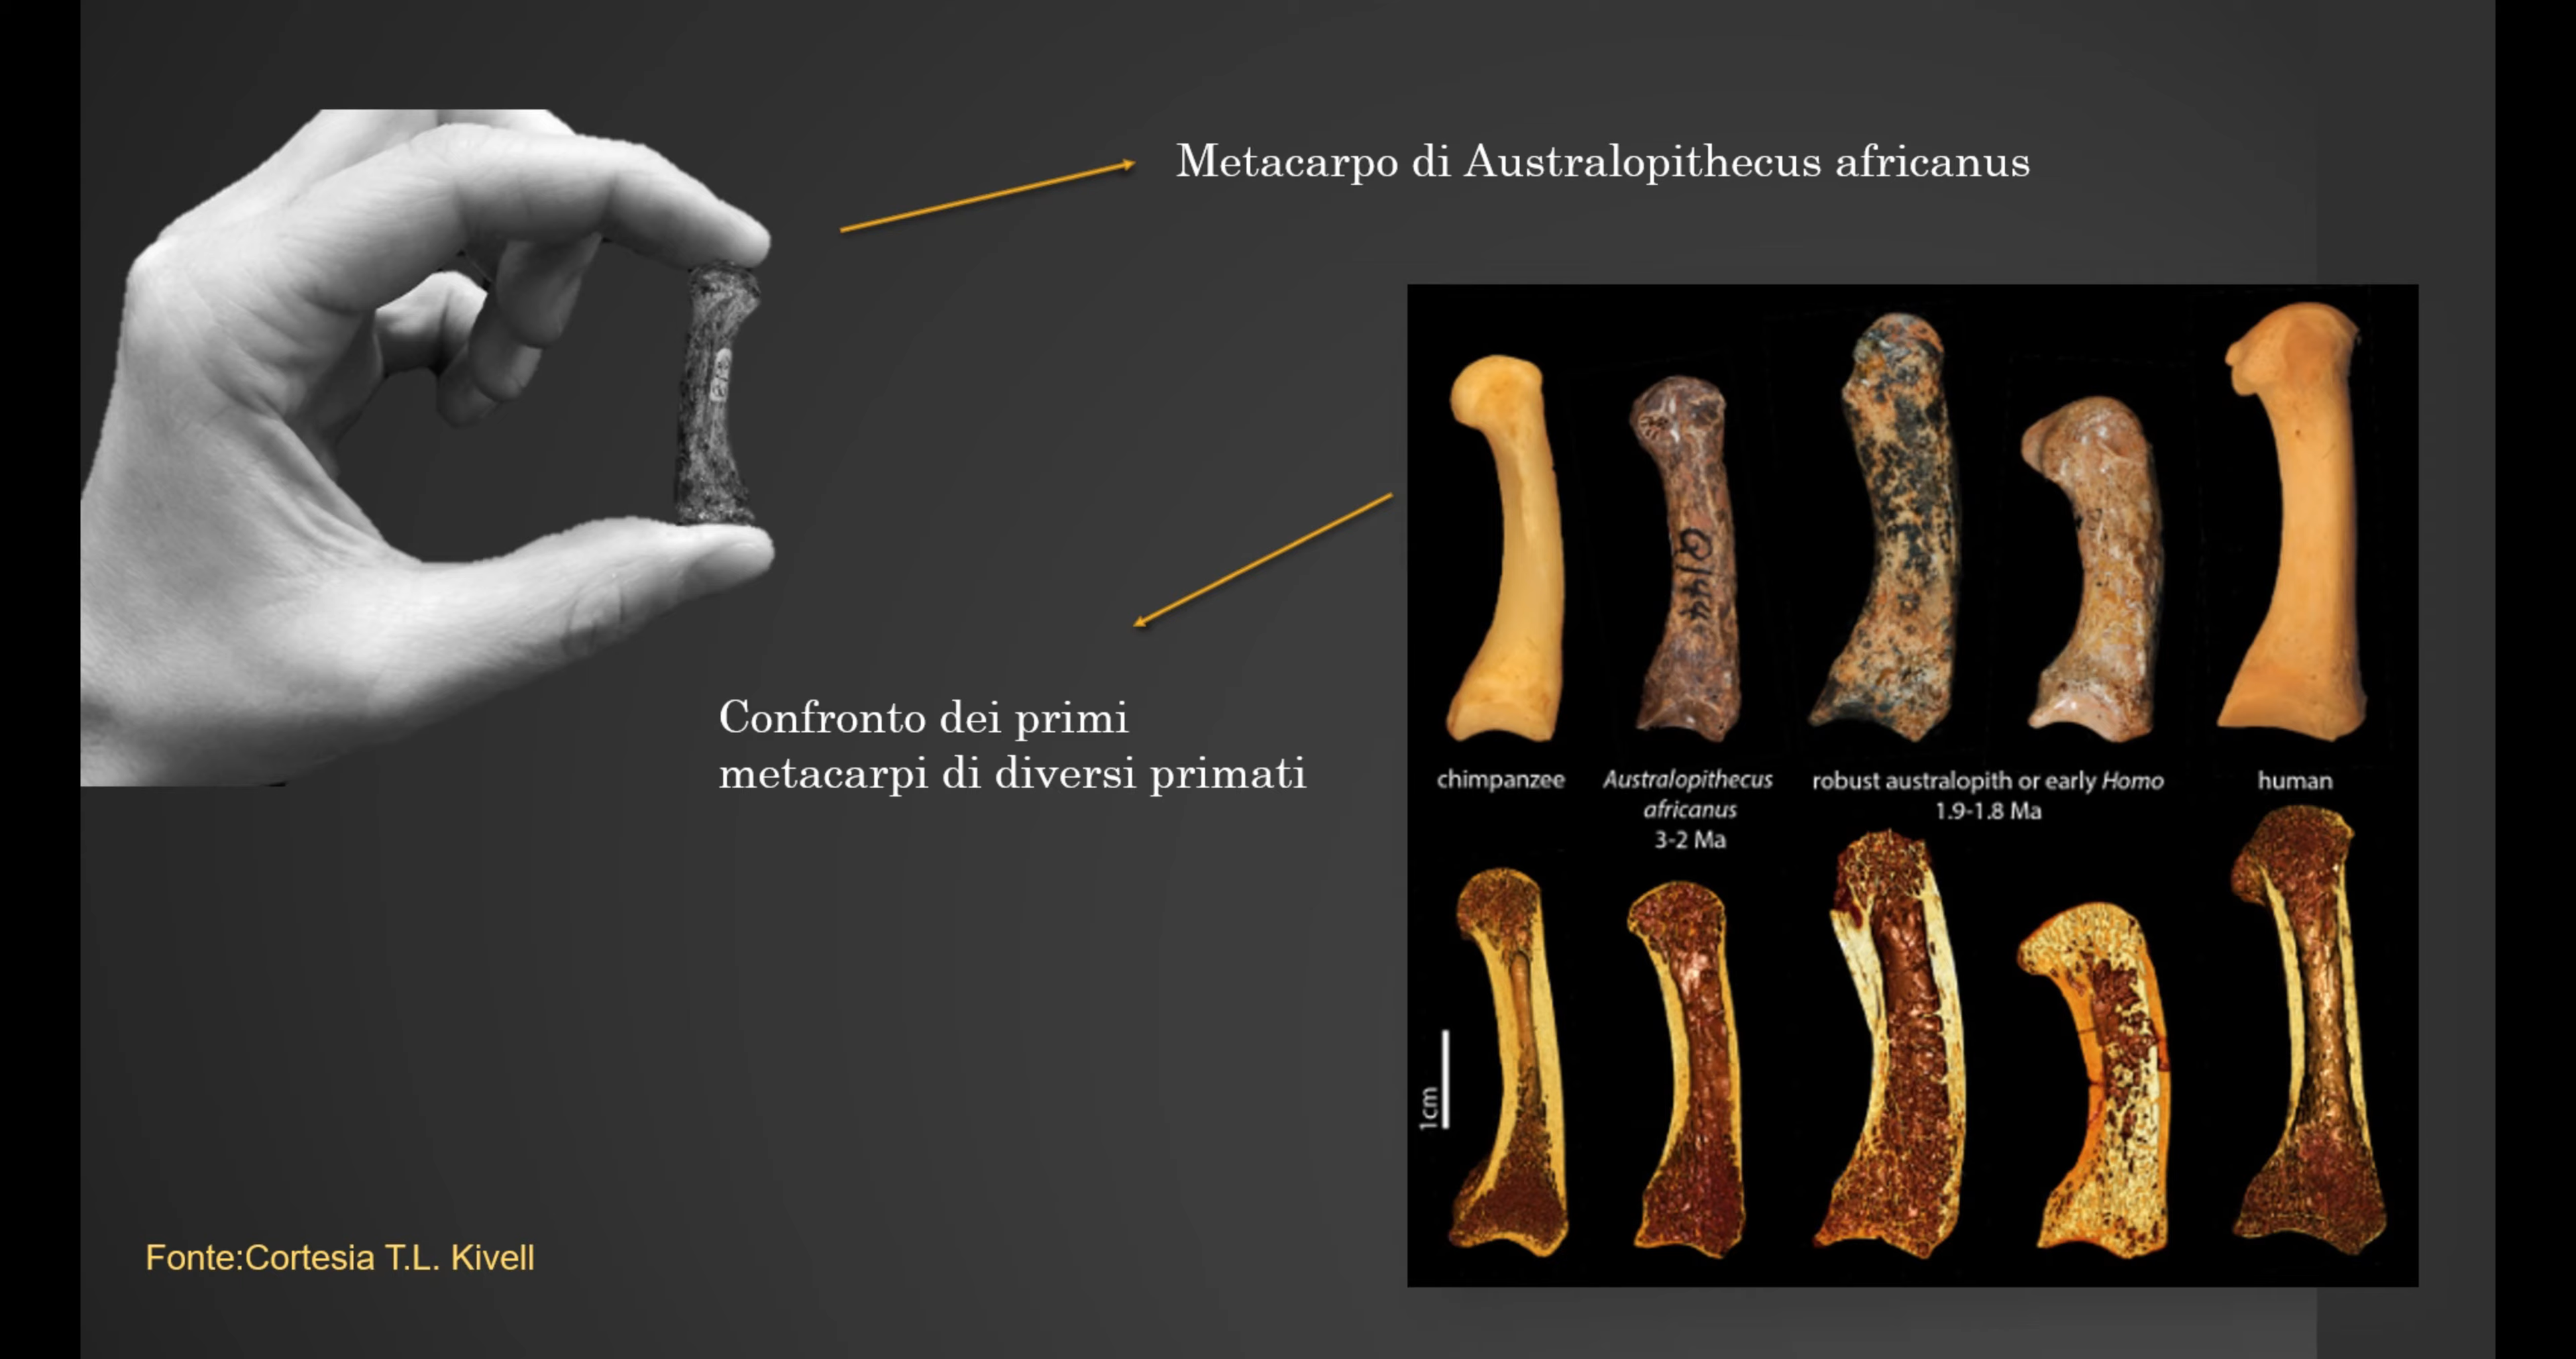 Metacarpo di Australopithecus africanus
Confronto dei primi
metacarpi di diversi primati
chimpanzee
Australopithecus
africanus
3-2 Ma
robust australopith or early Homo
1.9-1.8 Ma
human
1cm
Fonte:Cortesia T.L. Kivell